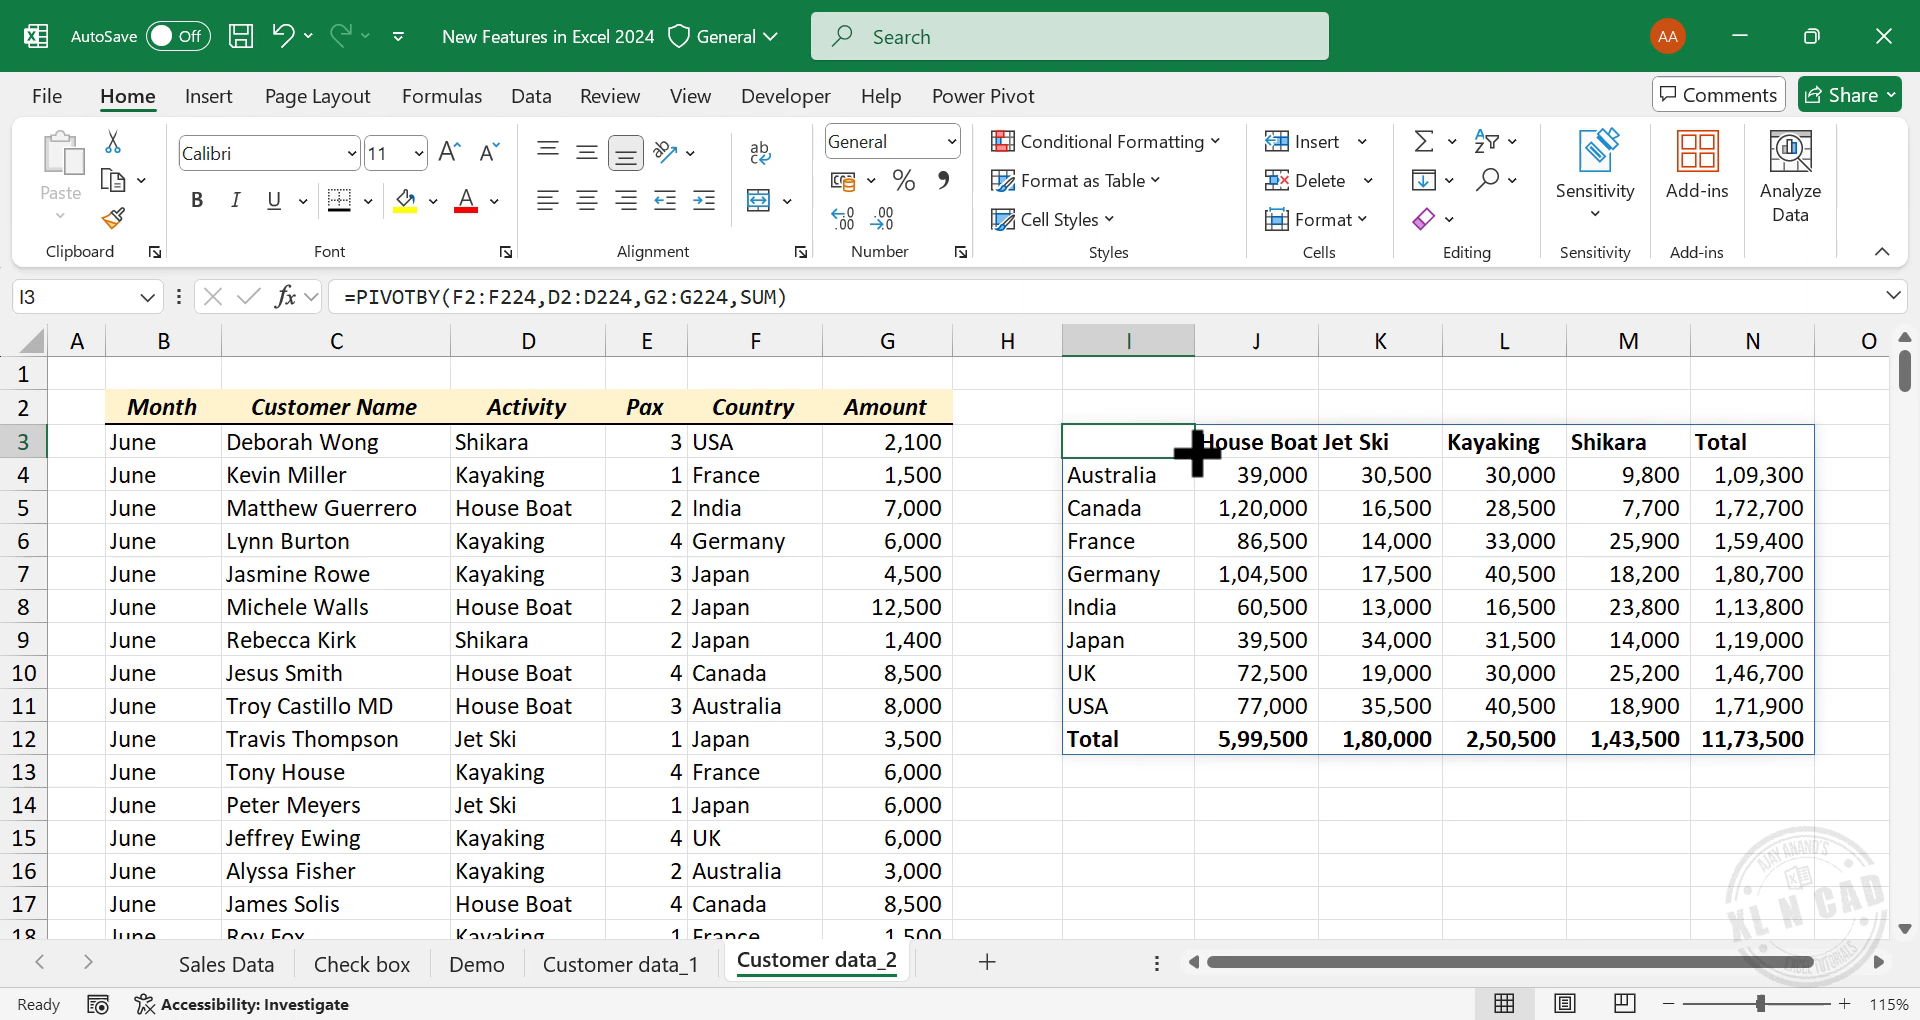 AutoSave Off New Features in Excel 2024 General Search AA
File Home Insert Page Layout Formulas Data Review View Developer Help Power Pivot Comments Share
Paste
Calibri 11
B I U
General
Conditional Formatting
Format as Table
Cell Styles
Insert
Delete
Format
Sensitivity
Add-ins
Analyze Data
Clipboard Font Alignment Number Styles Cells Editing Sensitivity Add-ins
I3 fx =PIVOTBY(F2:F224,D2:D224,G2:G224,SUM)
A B C D E F G H I J K L M N O
1
2 Month Customer Name Activity Pax Country Amount
3 June Deborah Wong Shikara 3 USA 2,100 House Boat Jet Ski Kayaking Shikara Total
4 June Kevin Miller Kayaking 1 France 1,500 Australia 39,000 30,500 30,000 9,800 1,09,300
5 June Matthew Guerrero House Boat 2 India 7,000 Canada 1,20,000 16,500 28,500 7,700 1,72,700
6 June Lynn Burton Kayaking 4 Germany 6,000 France 86,500 14,000 33,000 25,900 1,59,400
7 June Jasmine Rowe Kayaking 3 Japan 4,500 Germany 1,04,500 17,500 40,500 18,200 1,80,700
8 June Michele Walls House Boat 2 Japan 12,500 India 60,500 13,000 16,500 23,800 1,13,800
9 June Rebecca Kirk Shikara 2 Japan 1,400 Japan 39,500 34,000 31,500 14,000 1,19,000
10 June Jesus Smith House Boat 4 Canada 8,500 UK 72,500 19,000 30,000 25,200 1,46,700
11 June Troy Castillo MD House Boat 3 Australia 8,000 USA 77,000 35,500 40,500 18,900 1,71,900
12 June Travis Thompson Jet Ski 1 Japan 3,500 Total 5,99,500 1,80,000 2,50,500 1,43,500 11,73,500
13 June Tony House Kayaking 4 France 6,000
14 June Peter Meyers Jet Ski 1 Japan 6,000
15 June Jeffrey Ewing Kayaking 4 UK 6,000
16 June Alyssa Fisher Kayaking 2 Australia 3,000
17 June James Solis House Boat 4 Canada 8,500
18 June Roy Fox Kayaking 1 France 1,500
AJAY ANAND'S
XL N CAD
EXCEL TUTORIALS
Sales Data Check box Demo Customer data_1 Customer data_2
Ready Accessibility: Investigate 115%